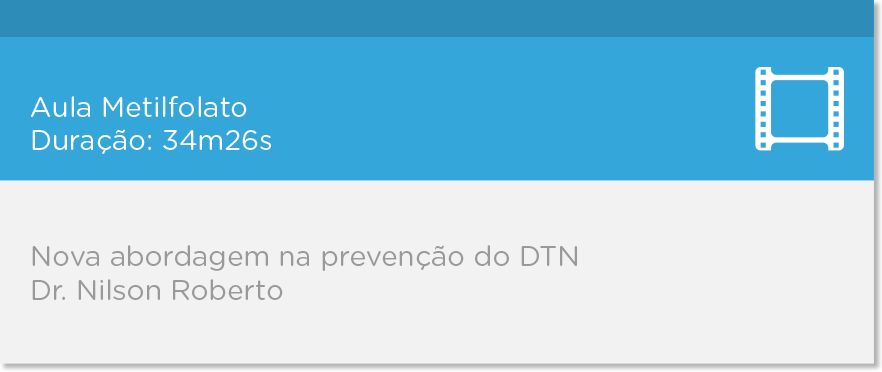 Aula Metilfolato
Duração: 34m26s
Nova abordagem na prevenção do DTN
Dr. Nilson Roberto